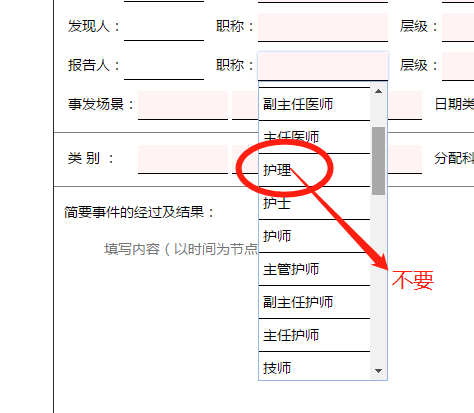 发现人： 职称： 层级：
报告人： 职称： 层级：
事发场景： 日期类
副主任医师
主任医师
类 别 ： 分配科
护理
护士
简要事件的经过及结果：
护师
填写内容（以时间为节点
主管护师
不要
副主任护师
主任护师
技师